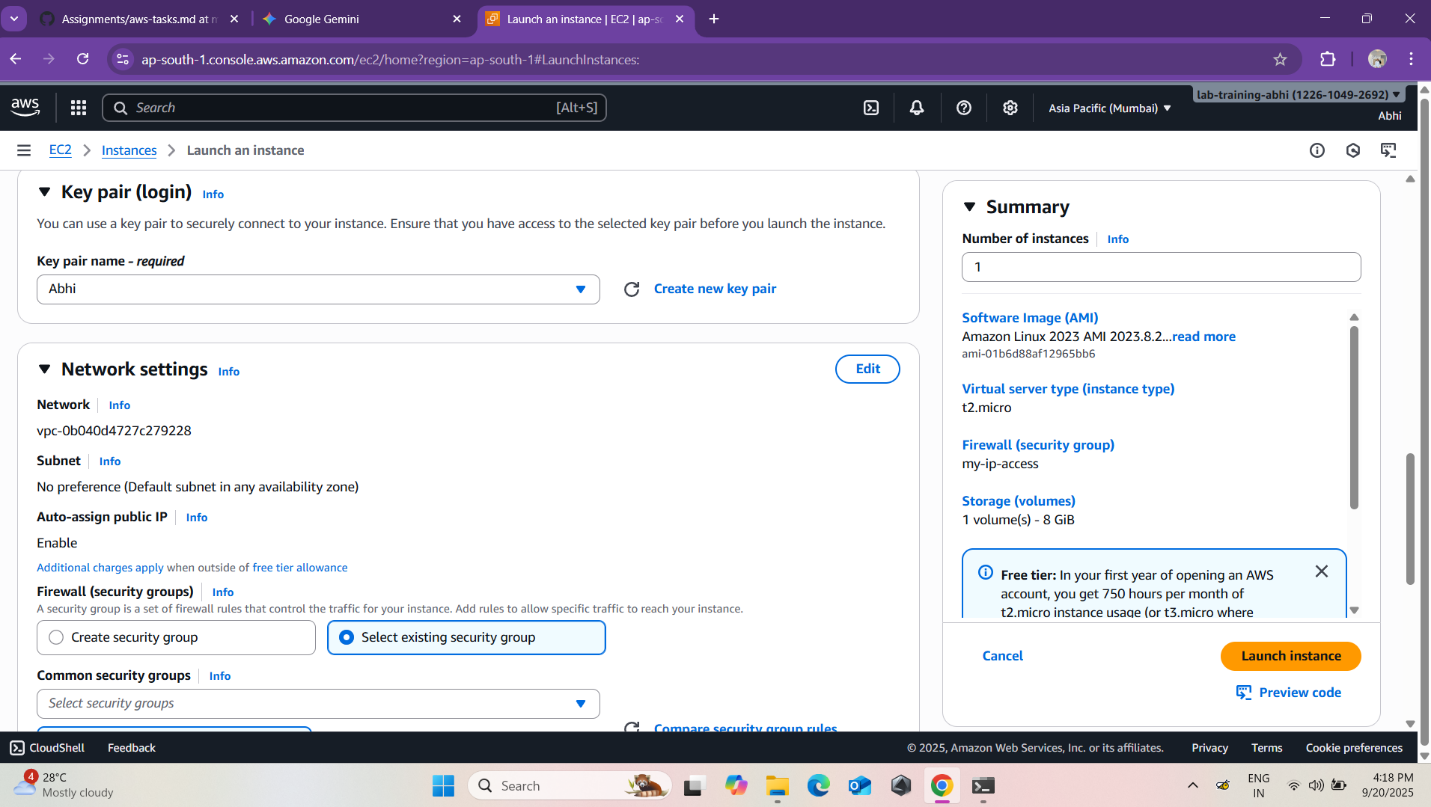 Assignments/aws-tasks.md at m
Google Gemini
Launch an instance | EC2 | ap-so
ap-south-1.console.aws.amazon.com/ec2/home?region=ap-south-1#LaunchInstances:
aws
Search [Alt+S]
Asia Pacific (Mumbai)
lab-training-abhi (1226-1049-2692)
Abhi
EC2
Instances
Launch an instance
Key pair (login) Info
You can use a key pair to securely connect to your instance. Ensure that you have access to the selected key pair before you launch the instance.
Key pair name - required
Abhi
Create new key pair
Network settings Info
Edit
Network Info
vpc-0b040d4727c279228
Subnet Info
No preference (Default subnet in any availability zone)
Auto-assign public IP Info
Enable
Additional charges apply when outside of free tier allowance
Firewall (security groups) Info
A security group is a set of firewall rules that control the traffic for your instance. Add rules to allow specific traffic to reach your instance.
Create security group
Select existing security group
Common security groups Info
Select security groups
Compare security group rules
Summary
Number of instances Info
1
Software Image (AMI)
Amazon Linux 2023 AMI 2023.8.2...read more
ami-01b6d88af12965bb6
Virtual server type (instance type)
t2.micro
Firewall (security group)
my-ip-access
Storage (volumes)
1 volume(s) - 8 GiB
Free tier: In your first year of opening an AWS
account, you get 750 hours per month of
t2.micro instance usage (or t3.micro where
Cancel
Launch instance
Preview code
CloudShell
Feedback
© 2025, Amazon Web Services, Inc. or its affiliates.
Privacy
Terms
Cookie preferences
4
28°C
Mostly cloudy
Search
ENG
IN
4:18 PM
9/20/2025